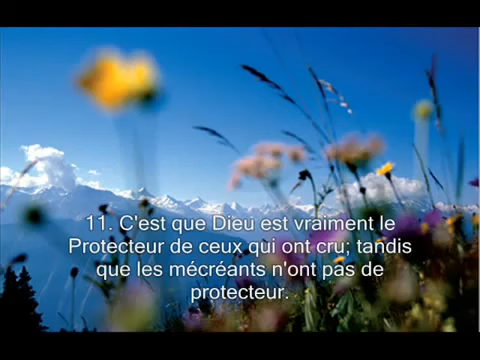 11. C'est que Dieu est vraiment le
Protecteur de ceux qui ont cru; tandis
que les mécréants n'ont pas de
protecteur.